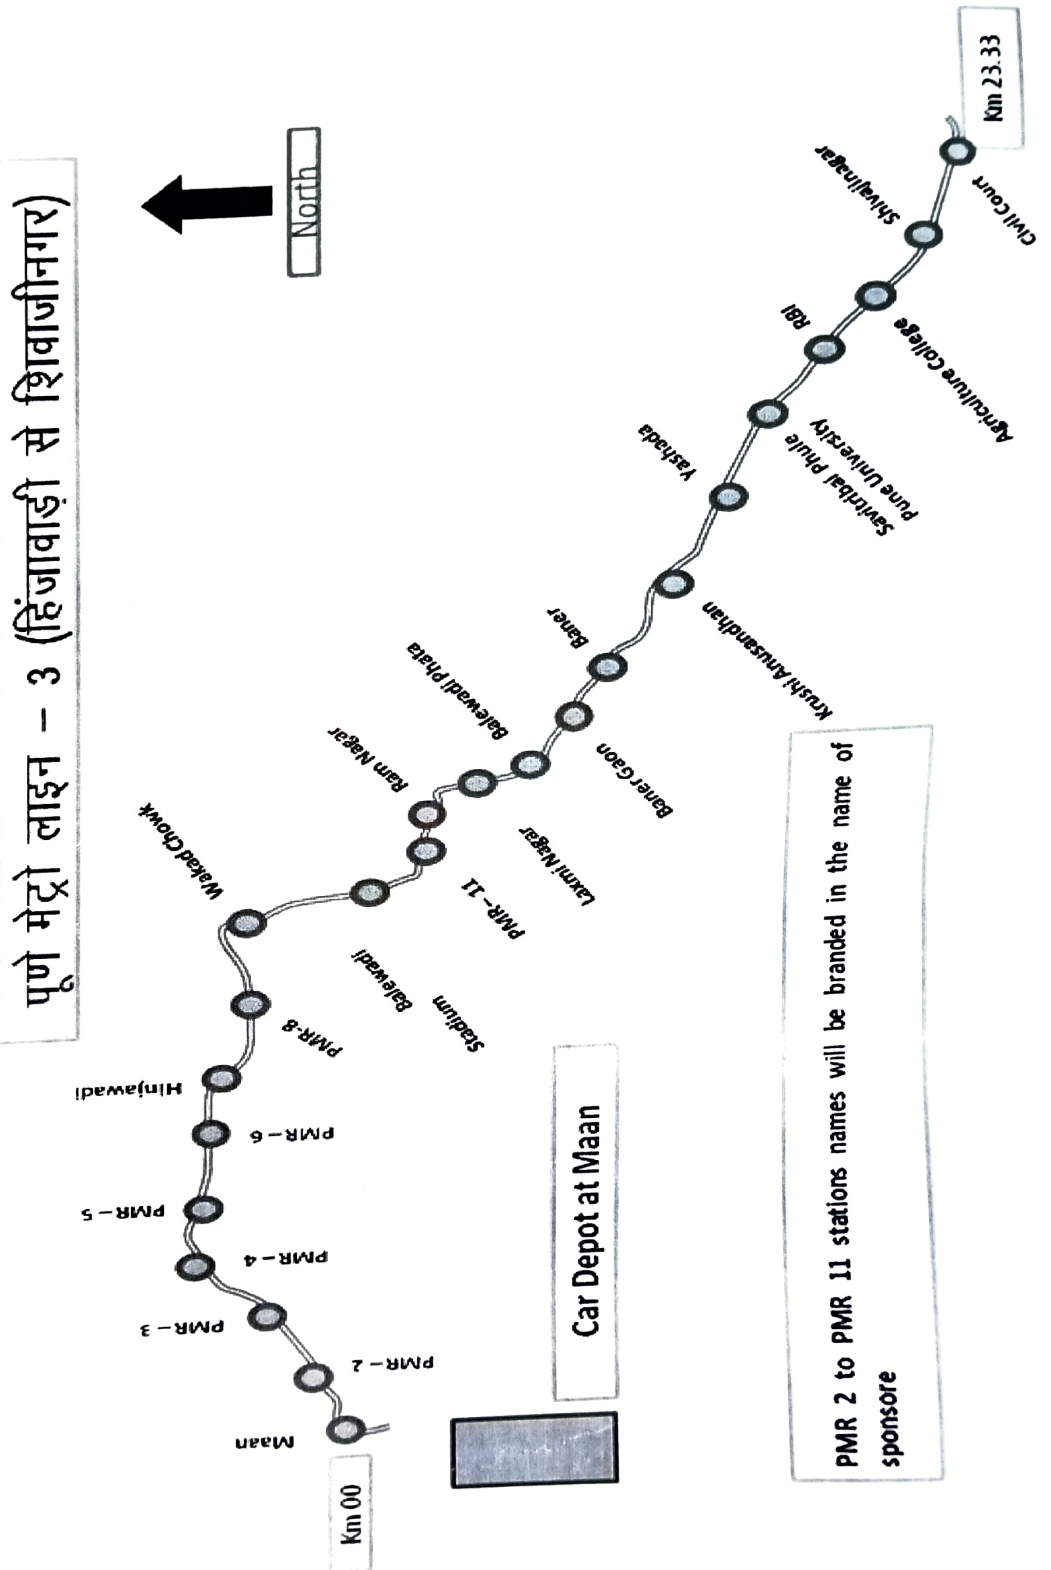 पूणे मेट्रो लाइन - 3 (हिंजावाड़ी से शिवाजीनगर)
North
Km 00
Maan
PMR-2
PMR-3
PMR-4
PMR-5
PMR-6
Hinjawadi
PMR-8
Wakad Chowk
Balewadi
Stadium
PMR-11
Ram Nagar
Laxmi Nagar
Balewadi Phata
Baner Gaon
Baner
Krushi Anusandhan
Yashada
Savitribai Phule
Pune University
RBI
Agriculture College
Shivajinagar
Civil Court
Km 23.33
Car Depot at Maan
PMR 2 to PMR 11 stations names will be branded in the name of
sponsore